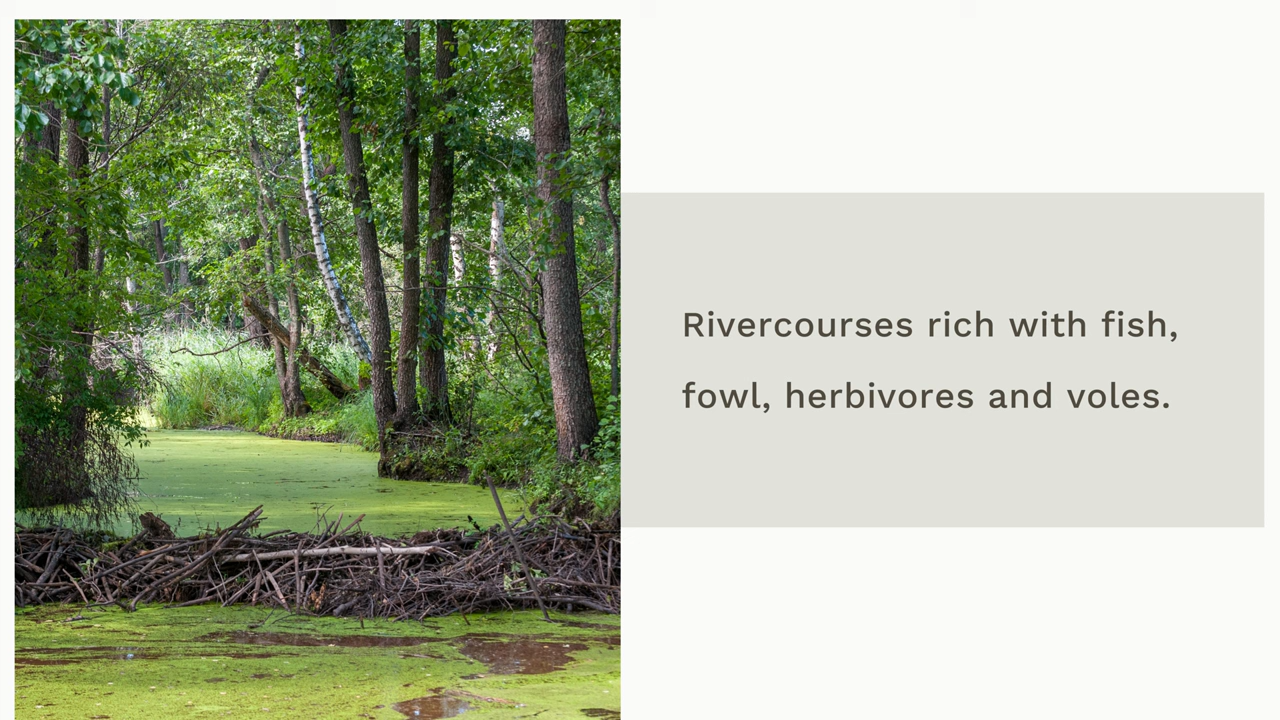 Rivercourses rich with fish,
fowl, herbivores and voles.